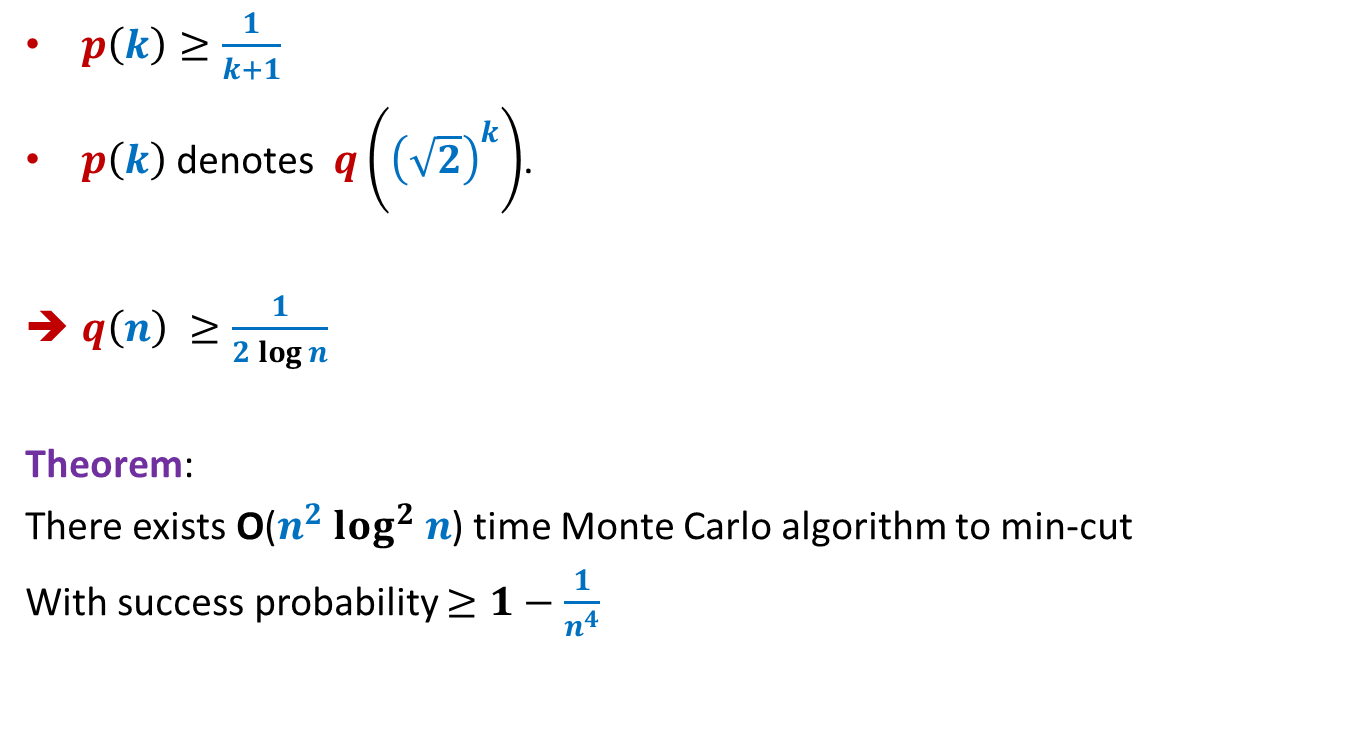 • p(k) ≥ 1/(k+1)
• p(k) denotes q((√2)^k).
➔ q(n) ≥ 1/(2 log n)
Theorem:
There exists O(n² log² n) time Monte Carlo algorithm to min-cut
With success probability ≥ 1 − 1/n⁴